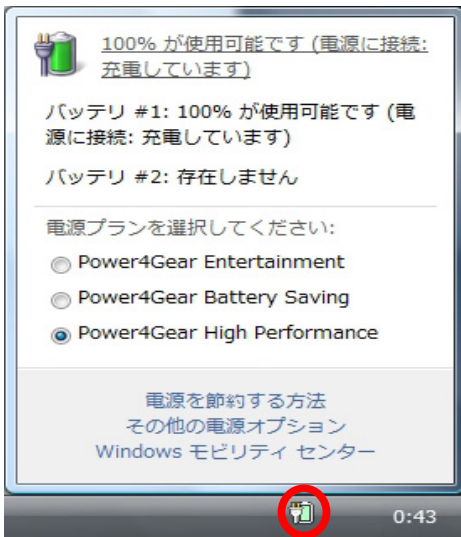 100% が使用可能です (電源に接続:
充電しています)
バッテリ #1: 100% が使用可能です (電
源に接続: 充電しています)
バッテリ #2: 存在しません
電源プランを選択してください:
Power4Gear Entertainment
Power4Gear Battery Saving
Power4Gear High Performance
電源を節約する方法
その他の電源オプション
Windows モビリティ センター
0:43